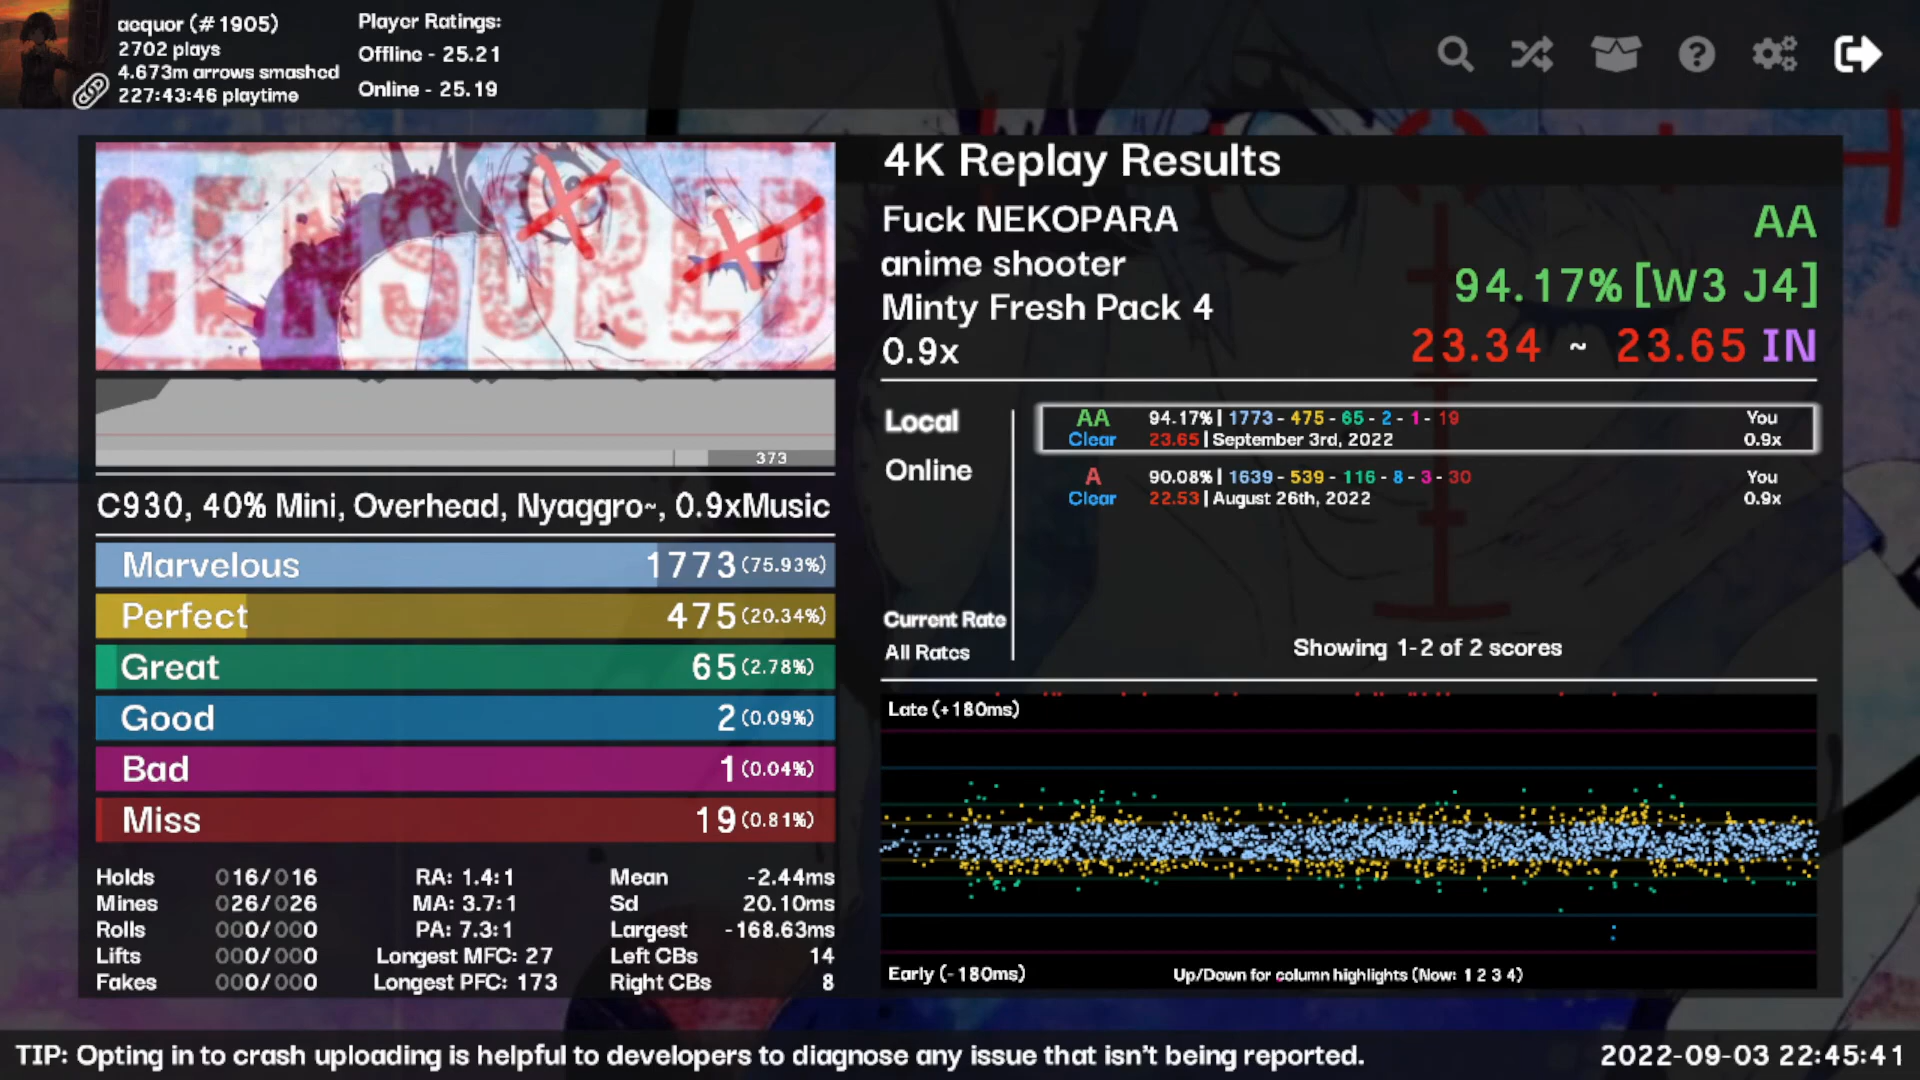 aequor (#1905)
2702 plays
4.673m arrows smashed
227:43:46 playtime
Player Ratings:
Offline - 25.21
Online - 25.19
CENSORED
373
C930, 40% Mini, Overhead, Nyaggro~, 0.9xMusic
Marvelous 1773 (75.93%)
Perfect 475 (20.34%)
Great 65 (2.78%)
Good 2 (0.09%)
Bad 1 (0.04%)
Miss 19 (0.81%)
Holds 016/016 RA: 1.4:1 Mean -2.44ms
Mines 026/026 MA: 3.7:1 Sd 20.10ms
Rolls 000/000 PA: 7.3:1 Largest -168.63ms
Lifts 000/000 Longest MFC: 27 Left CBs 14
Fakes 000/000 Longest PFC: 173 Right CBs 8
4K Replay Results
Fuck NEKOPARA
anime shooter
Minty Fresh Pack 4
0.9x
AA
94.17% [W3 J4]
23.34 ~ 23.65 IN
Local
Online
Current Rate
All Rates
AA 94.17% | 1773 - 475 - 65 - 2 - 1 - 19 You
Clear 23.65 | September 3rd, 2022 0.9x
A 90.08% | 1639 - 539 - 116 - 8 - 3 - 30 You
Clear 22.53 | August 26th, 2022 0.9x
Showing 1-2 of 2 scores
Late (+180ms)
Early (-180ms)
Up/Down for column highlights (Now: 1 2 3 4)
TIP: Opting in to crash uploading is helpful to developers to diagnose any issue that isn't being reported.
2022-09-03 22:45:41